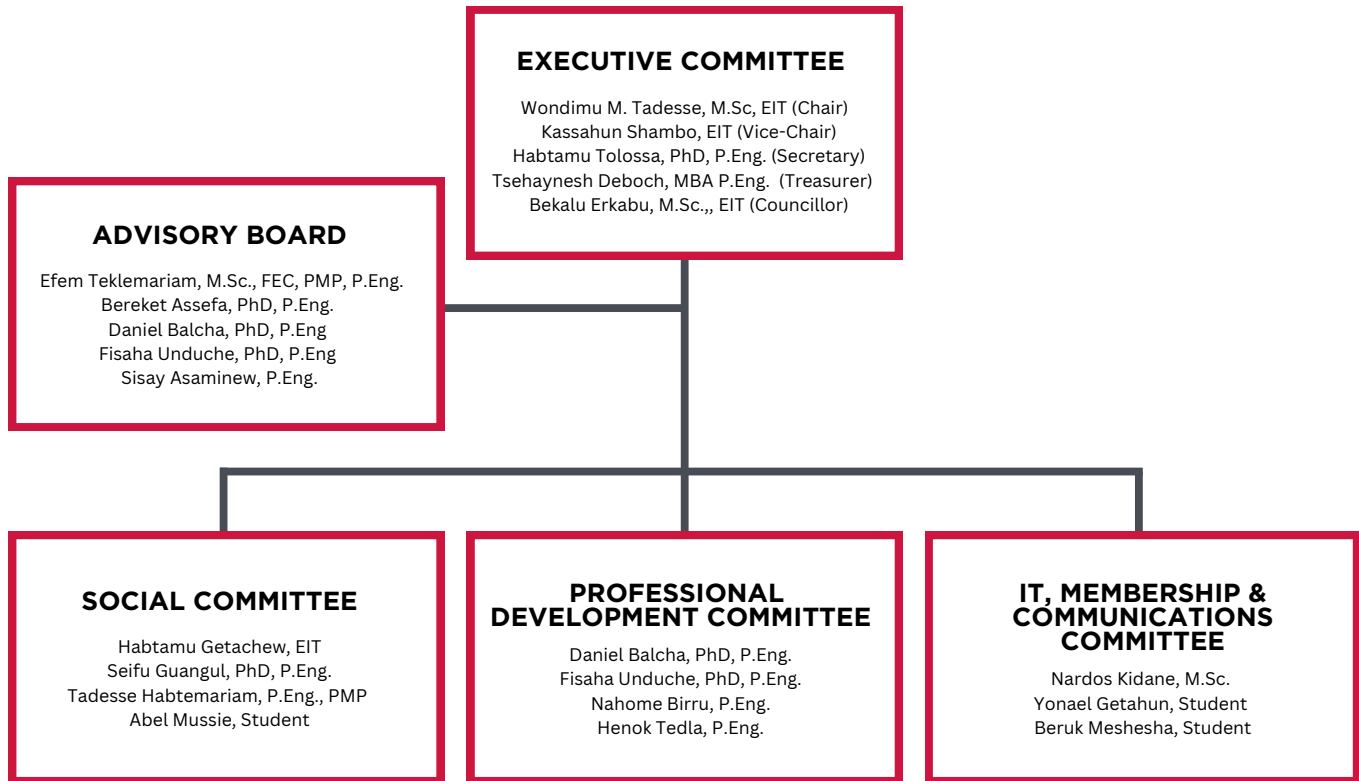 EXECUTIVE COMMITTEE
Wondimu M. Tadesse, M.Sc, EIT (Chair)
Kassahun Shambo, EIT (Vice-Chair)
Habtamu Tolossa, PhD, P.Eng. (Secretary)
Tsehaynesh Deboch, MBA P.Eng. (Treasurer)
Bekalu Erkabu, M.Sc.,, EIT (Councillor)
ADVISORY BOARD
Efem Teklemariam, M.Sc., FEC, PMP, P.Eng.
Bereket Assefa, PhD, P.Eng.
Daniel Balcha, PhD, P.Eng
Fisaha Unduche, PhD, P.Eng
Sisay Asaminew, P.Eng.
SOCIAL COMMITTEE
Habtamu Getachew, EIT
Seifu Guangul, PhD, P.Eng.
Tadesse Habtemariam, P.Eng., PMP
Abel Mussie, Student
PROFESSIONAL
DEVELOPMENT COMMITTEE
Daniel Balcha, PhD, P.Eng.
Fisaha Unduche, PhD, P.Eng.
Nahome Birru, P.Eng.
Henok Tedla, P.Eng.
IT, MEMBERSHIP &
COMMUNICATIONS
COMMITTEE
Nardos Kidane, M.Sc.
Yonael Getahun, Student
Beruk Meshesha, Student